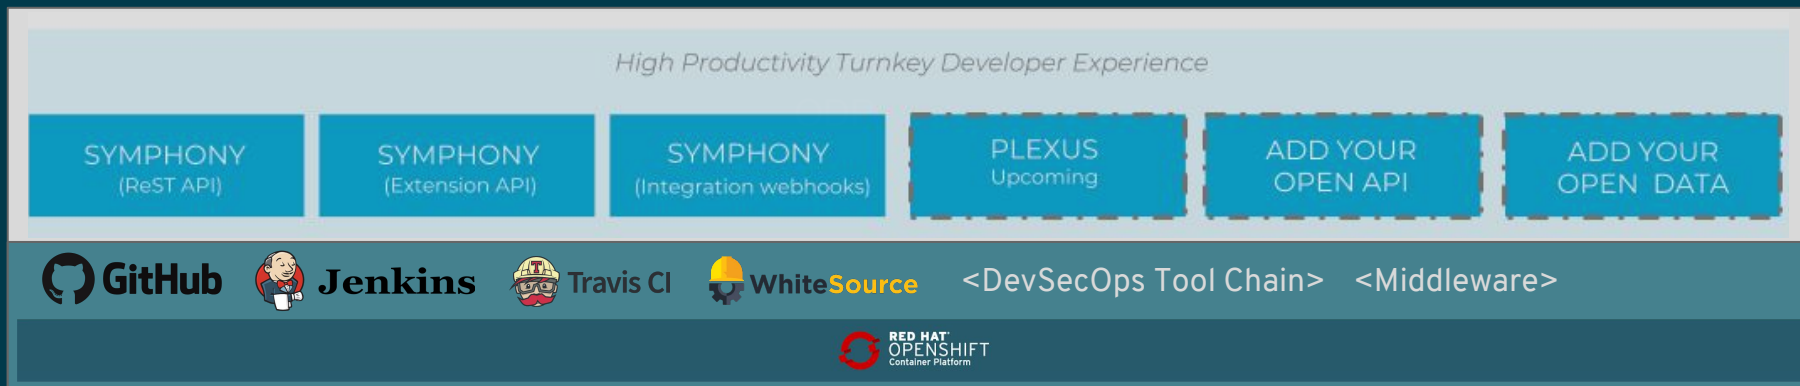 High Productivity Turnkey Developer Experience
SYMPHONY
(ReST API)
SYMPHONY
(Extension API)
SYMPHONY
(Integration webhooks)
PLEXUS
Upcoming
ADD YOUR
OPEN API
ADD YOUR
OPEN DATA
GitHub
Jenkins
T
Travis CI
WhiteSource
<DevSecOps Tool Chain>
<Middleware>
RED HAT
OPENSHIFT
Container Platform